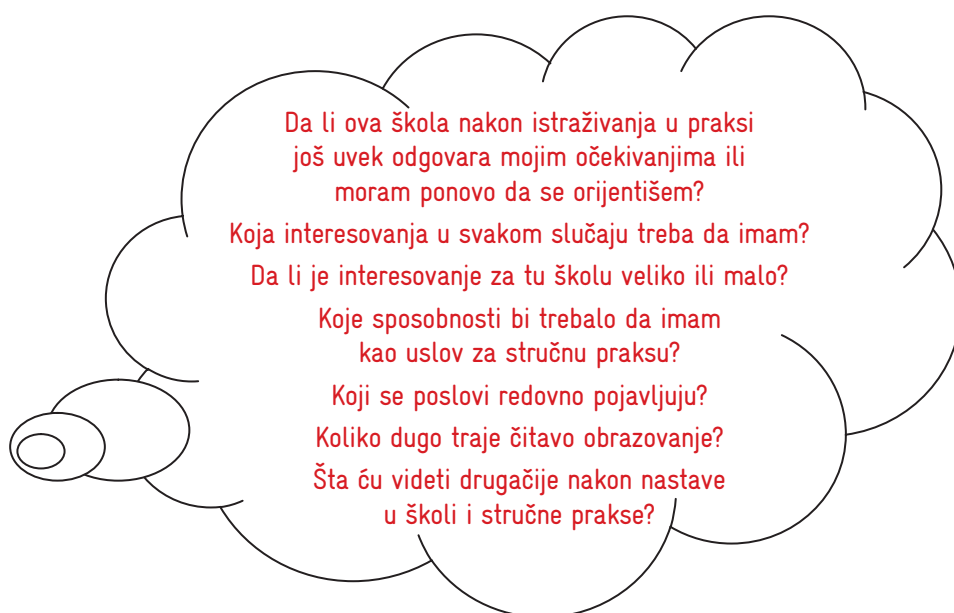 Da li ova škola nakon istraživanja u praksi
još uvek odgovara mojim očekivanjima ili
moram ponovo da se orijentišem?
Koja interesovanja u svakom slučaju treba da imam?
Da li je interesovanje za tu školu veliko ili malo?
Koje sposobnosti bi trebalo da imam
kao uslov za stručnu praksu?
Koji se poslovi redovno pojavljuju?
Koliko dugo traje čitavo obrazovanje?
Šta ću videti drugačije nakon nastave
u školi i stručne prakse?